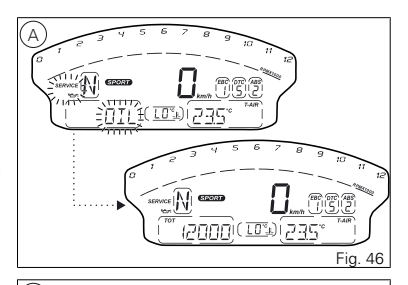 A
0 1 2 3 4 5 6 7 8 9 10 11 12
RPMX1000
SERVICE N SPORT 0 km/h EBC 1 DTC 5 ABS 2
OIL LO °C 23.5 °C T-AIR
0 1 2 3 4 5 6 7 8 9 10 11 12
RPMX1000
SERVICE N SPORT 0 km/h EBC 1 DTC 5 ABS 2
TOT 12000 LO °C 23.5 °C T-AIR
Fig. 46